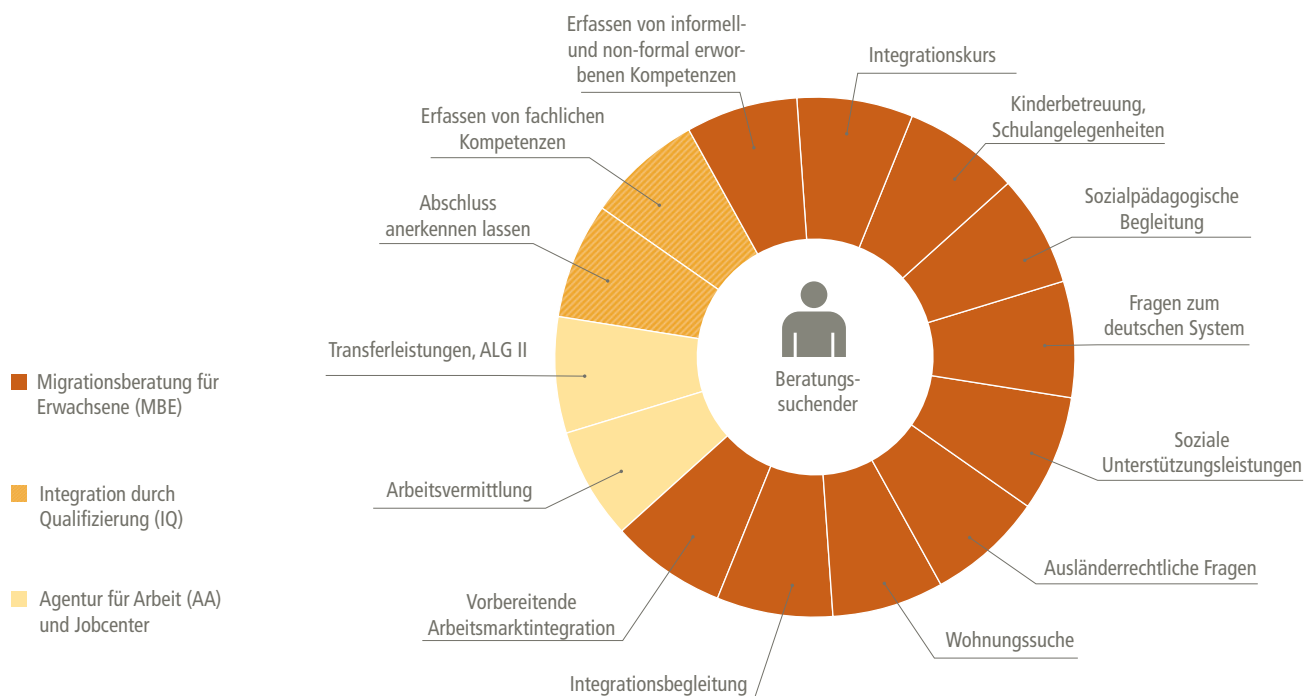 Erfassen von informell-
und non-formal erwor-
benen Kompetenzen
Integrationskurs
Kinderbetreuung,
Schulangelegenheiten
Erfassen von fachlichen
Kompetenzen
Sozialpädagogische
Begleitung
Abschluss
anerkennen lassen
Fragen zum
deutschen System
Transferleistungen, ALG II
Beratungs-
suchender
Migrationsberatung für
Erwachsene (MBE)
Soziale
Unterstützungsleistungen
Arbeitsvermittlung
Integration durch
Qualifizierung (IQ)
Ausländerrechtliche Fragen
Agentur für Arbeit (AA)
und Jobcenter
Vorbereitende
Arbeitsmarktintegration
Wohnungssuche
Integrationsbegleitung